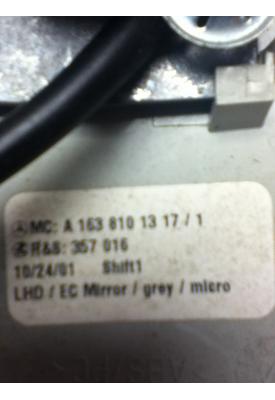 MC: A 163 810 13 17 / 1
R&S: 357 016
10/24/01 Shift1
LHD / EC Mirror / grey / micro